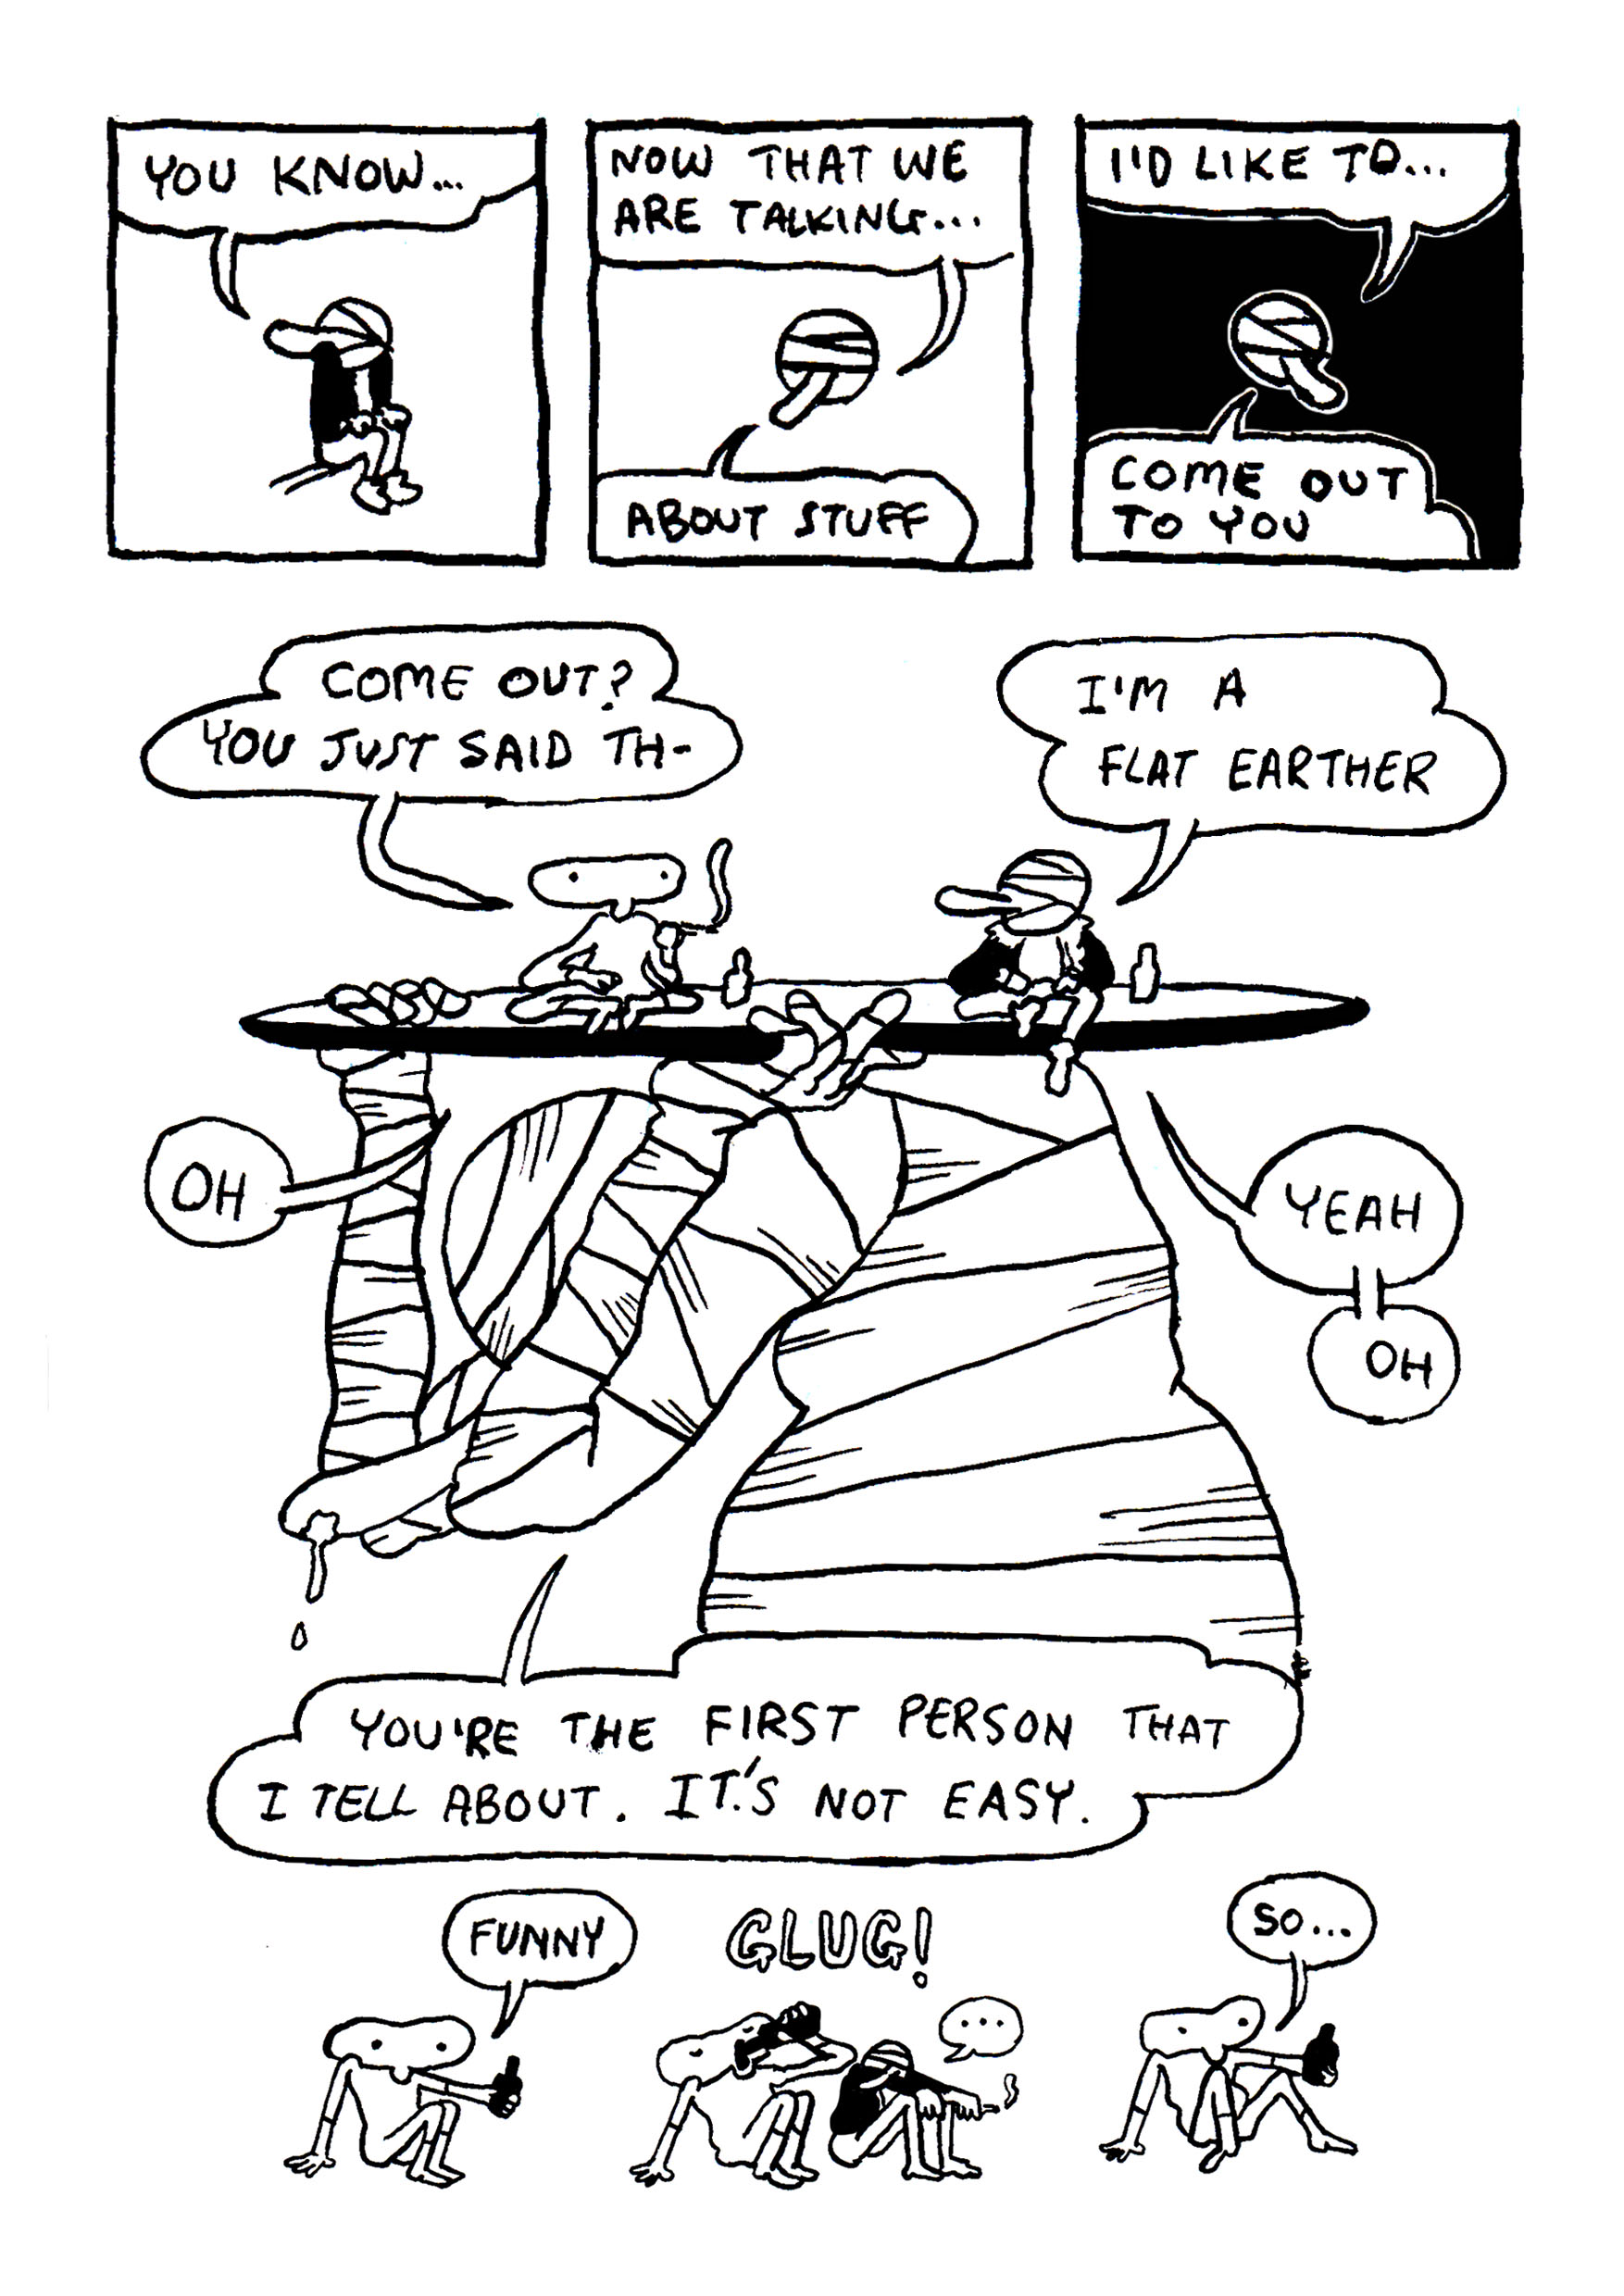 YOU KNOW...
NOW THAT WE
ARE TALKING...
ABOUT STUFF
I'D LIKE TO...
COME OUT
TO YOU
COME OUT?
YOU JUST SAID TH-
I'M A
FLAT EARTHER
OH
YEAH
OH
YOU'RE THE FIRST PERSON THAT
I TELL ABOUT. IT'S NOT EASY.
FUNNY
GLUG!
...
SO...